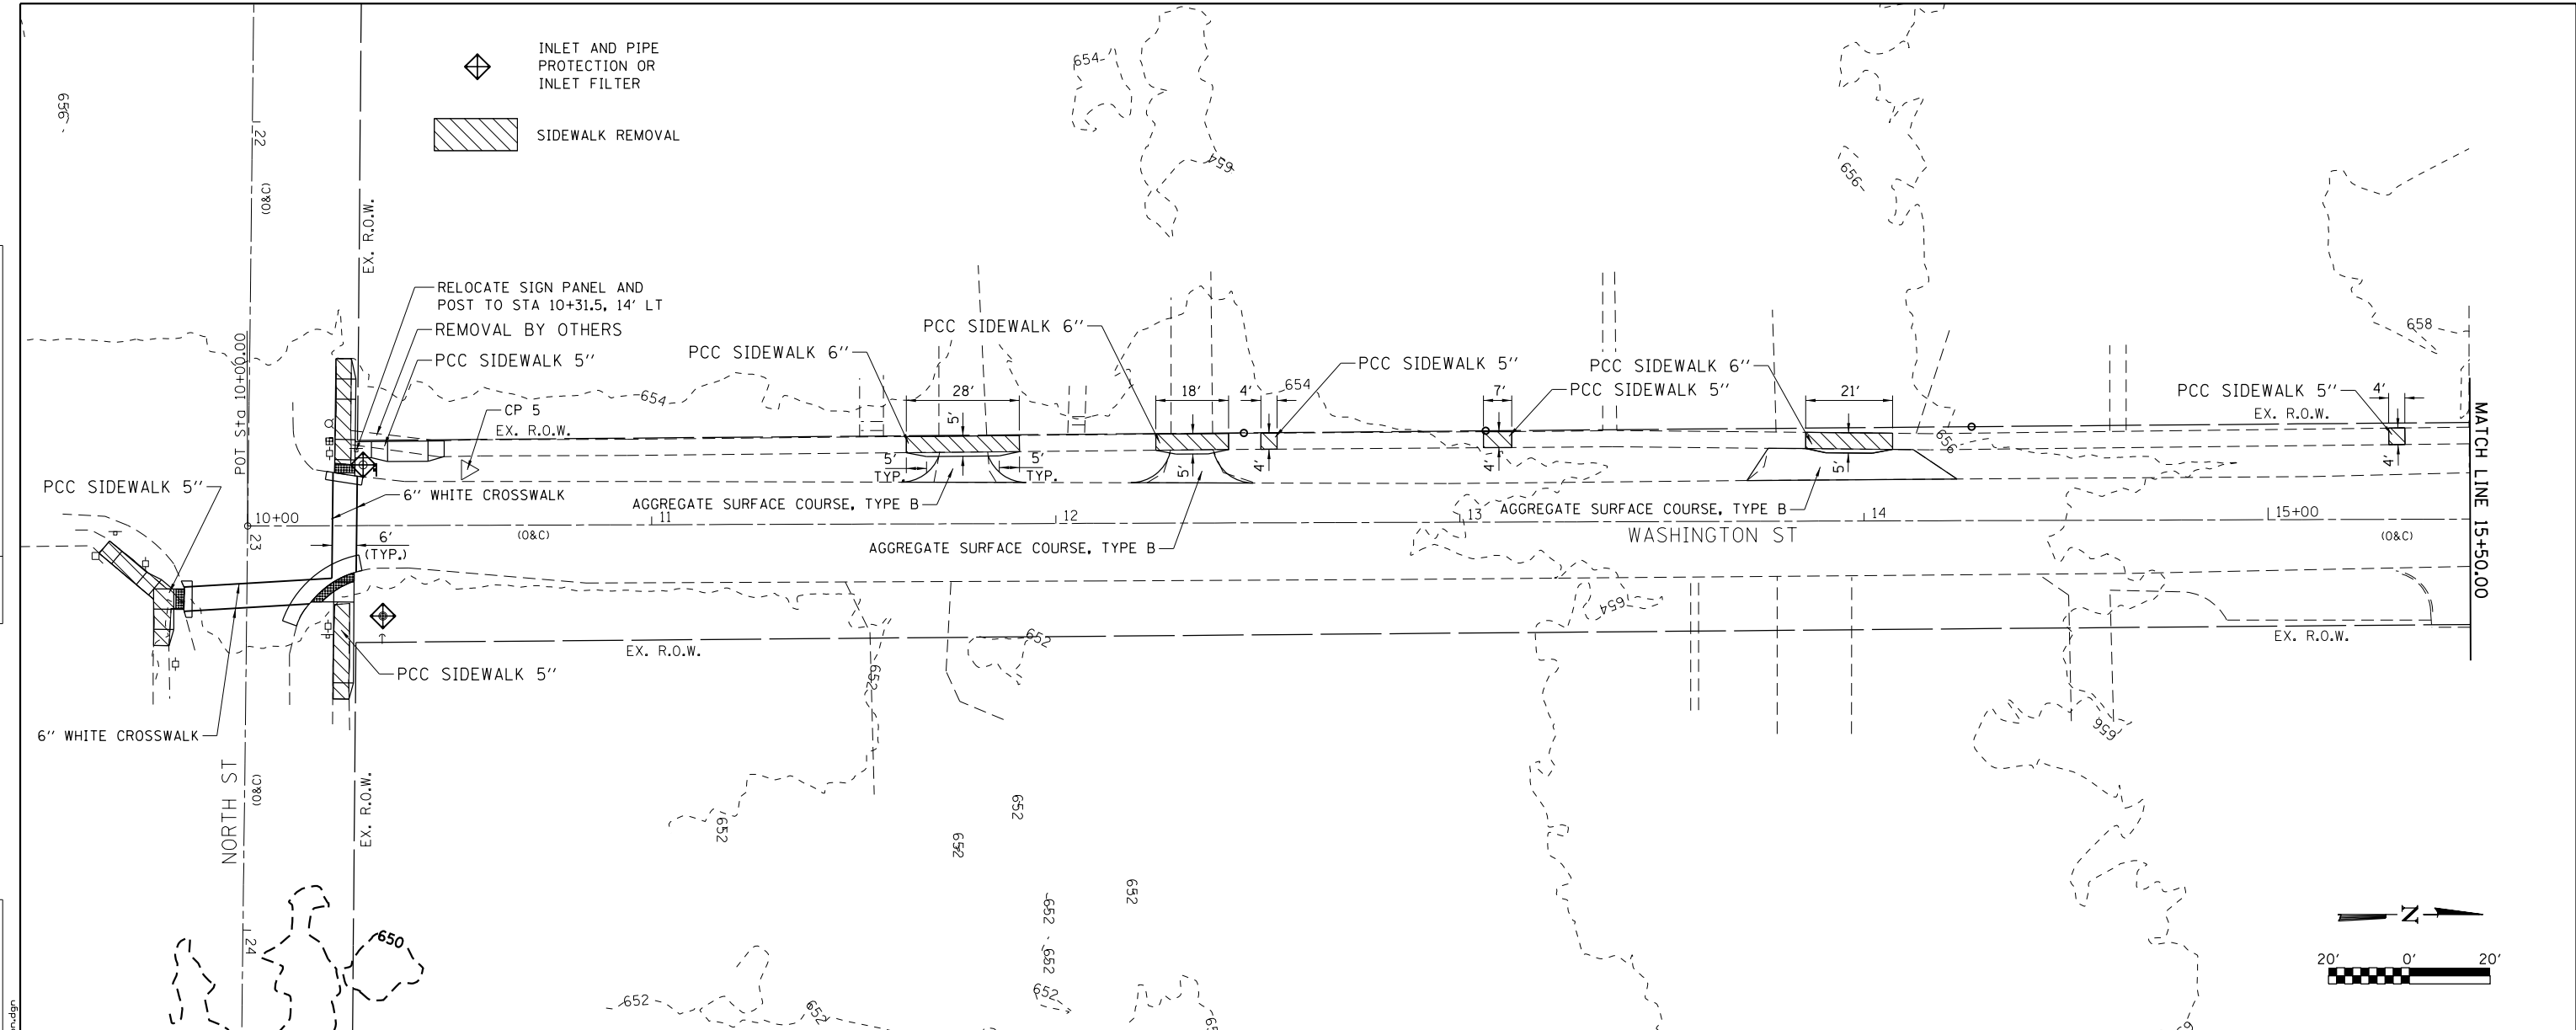 INLET AND PIPE
PROTECTION OR
INLET FILTER
SIDEWALK REMOVAL
656
22
(O&C)
EX. R.O.W.
654
654
656
RELOCATE SIGN PANEL AND
POST TO STA 10+31.5, 14' LT
REMOVAL BY OTHERS
PCC SIDEWALK 5"
POT Sta 10+00.00
654
CP 5
EX. R.O.W.
PCC SIDEWALK 6"
28'
5'
5'
TYP.
5'
TYP.
PCC SIDEWALK 6"
18'
5'
4'
4'
654
PCC SIDEWALK 5"
7'
4'
PCC SIDEWALK 5"
PCC SIDEWALK 6"
21'
5'
656
658
PCC SIDEWALK 5"
4'
4'
EX. R.O.W.
MATCH LINE 15+50.00
PCC SIDEWALK 5"
6" WHITE CROSSWALK
AGGREGATE SURFACE COURSE, TYPE B
AGGREGATE SURFACE COURSE, TYPE B
AGGREGATE SURFACE COURSE, TYPE B
10+00
11
12
13
14
15+00
23
6'
(TYP.)
(O&C)
WASHINGTON ST
(O&C)
654
652
652
EX. R.O.W.
EX. R.O.W.
PCC SIDEWALK 5"
6" WHITE CROSSWALK
656
NORTH ST
(O&C)
EX. R.O.W.
652
652
652
652
652
652
652
652
652
24
650
N
20'
0'
20'